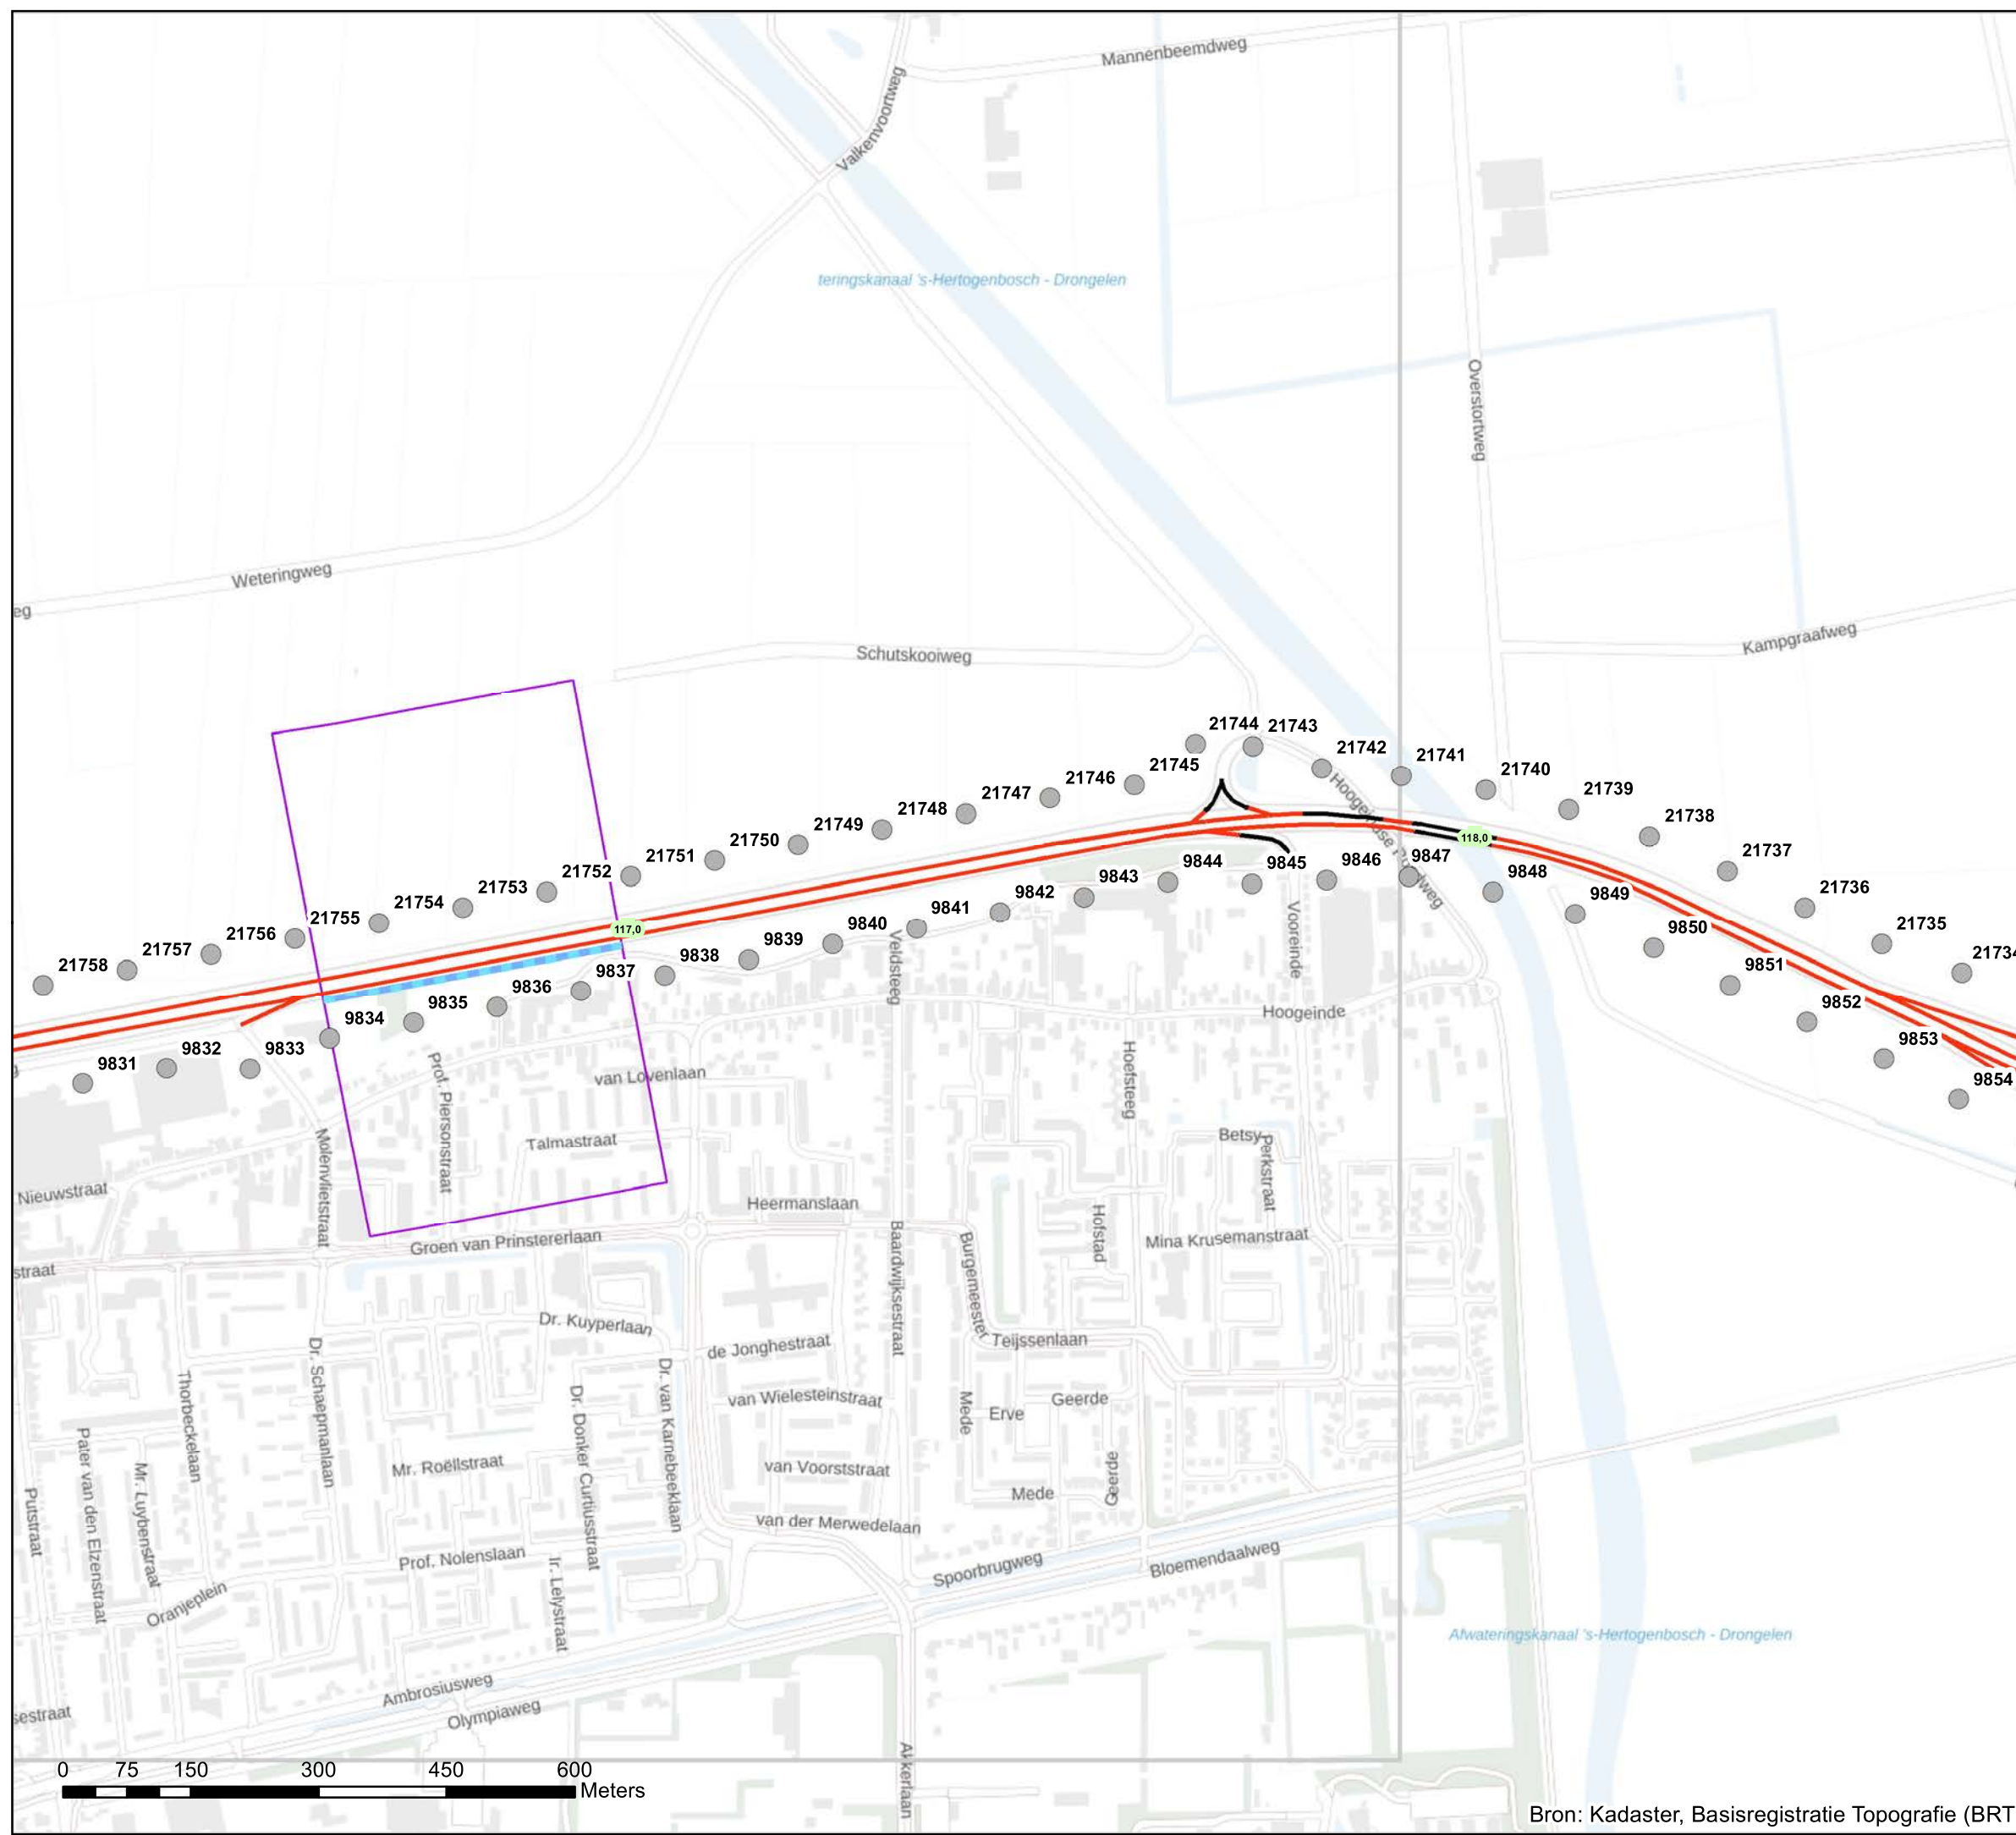 Mannenbeemdweg
Valkenvoortweg
teringskanaal 's-Hertogenbosch - Drongelen
Overstortweg
Weteringweg
eg
Kampgraafweg
Schutskooiweg
21744
21743
21742
21741
21740
21739
21738
21737
21736
21735
21734
21745
21746
21747
21748
21749
21750
21751
21752
21753
21754
21755
21756
21757
21758
117,0
118,0
9831
9832
9833
9834
9835
9836
9837
9838
9839
9840
9841
9842
9843
9844
9845
9846
9847
9848
9849
9850
9851
9852
9853
9854
Veldsteeg
Vooreinde
Hoogeinde
Hoefsteeg
Prof. Piersonstraat
van Lovenlaan
Talmastraat
Molenvlietstraat
Nieuwstraat
Betsy
Perkstraat
Heermanslaan
Groen van Prinstererlaan
Hofstad
Mina Krusemanstraat
straat
Baardwijksestraat
Burgemeester
Teijssenlaan
Dr. Kuyperlaan
de Jonghestraat
Dr. Schaepmanlaan
Thorbeckelaan
Dr. van Karnebeeklaan
Dr. Donker Curtiusstraat
van Wielesteinstraat
Mede
Erve
Geerde
Geerde
Pater van den Elzenstraat
Mr. Luybenstraat
Putstraat
Mr. Roëllstraat
van Voorststraat
Mede
van der Merwedelaan
Prof. Nolenslaan
Ir. Lelystraat
Oranjeplein
Spoorbrugweg
Bloemendaalweg
Afwateringskanaal 's-Hertogenbosch - Drongelen
Ambrosiusweg
Olympiaweg
sestraat
Akkerlaan
0 75 150 300 450 600
Meters
Bron: Kadaster, Basisregistratie Topografie (BRT